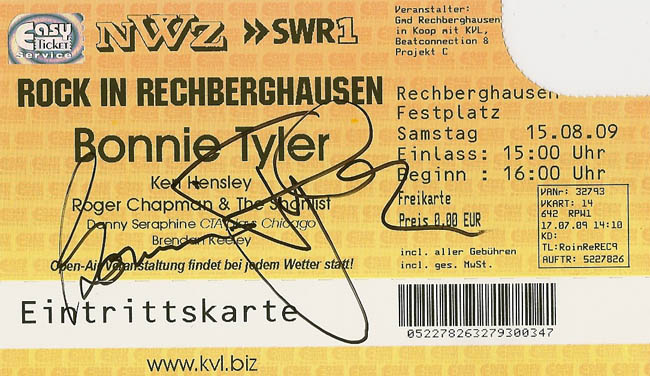 EASY
TICKET
Service
NWZ
>>SWR1
Veranstalter:
Gmd Rechberghausen
in Koop mit KVL,
Beatconnection &
Projekt C
ROCK IN RECHBERGHAUSEN
Bonnie Tyler
Ken Hensley
Roger Chapman & The Shortlist
Danny Seraphine CTA plays Chicago
Brendan Keeley
Open-Air Veranstaltung findet bei jedem Wetter statt!
Rechberghausen
Festplatz
Samstag 15.08.09
Einlass: 15:00 Uhr
Beginn : 16:00 Uhr
Freikarte
Preis 0,00 EUR
incl. aller Gebühren
incl. ges. MwSt.
VANr: 32793
VKART: 14
642 RPW1
17.07.09 14:10
KD:
TL:RoinReREC9
AUFTR: 5227826
Eintrittskarte
052278263279300347
www.kvl.biz